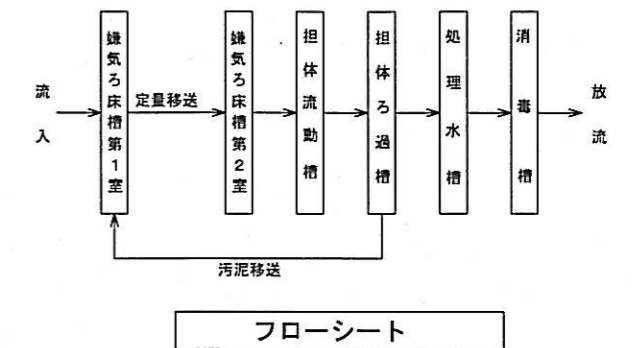 流入
嫌気ろ床槽第1室
定量移送
嫌気ろ床槽第2室
担体流動槽
担体ろ過槽
処理水槽
消毒槽
放流
汚泥移送
フローシート